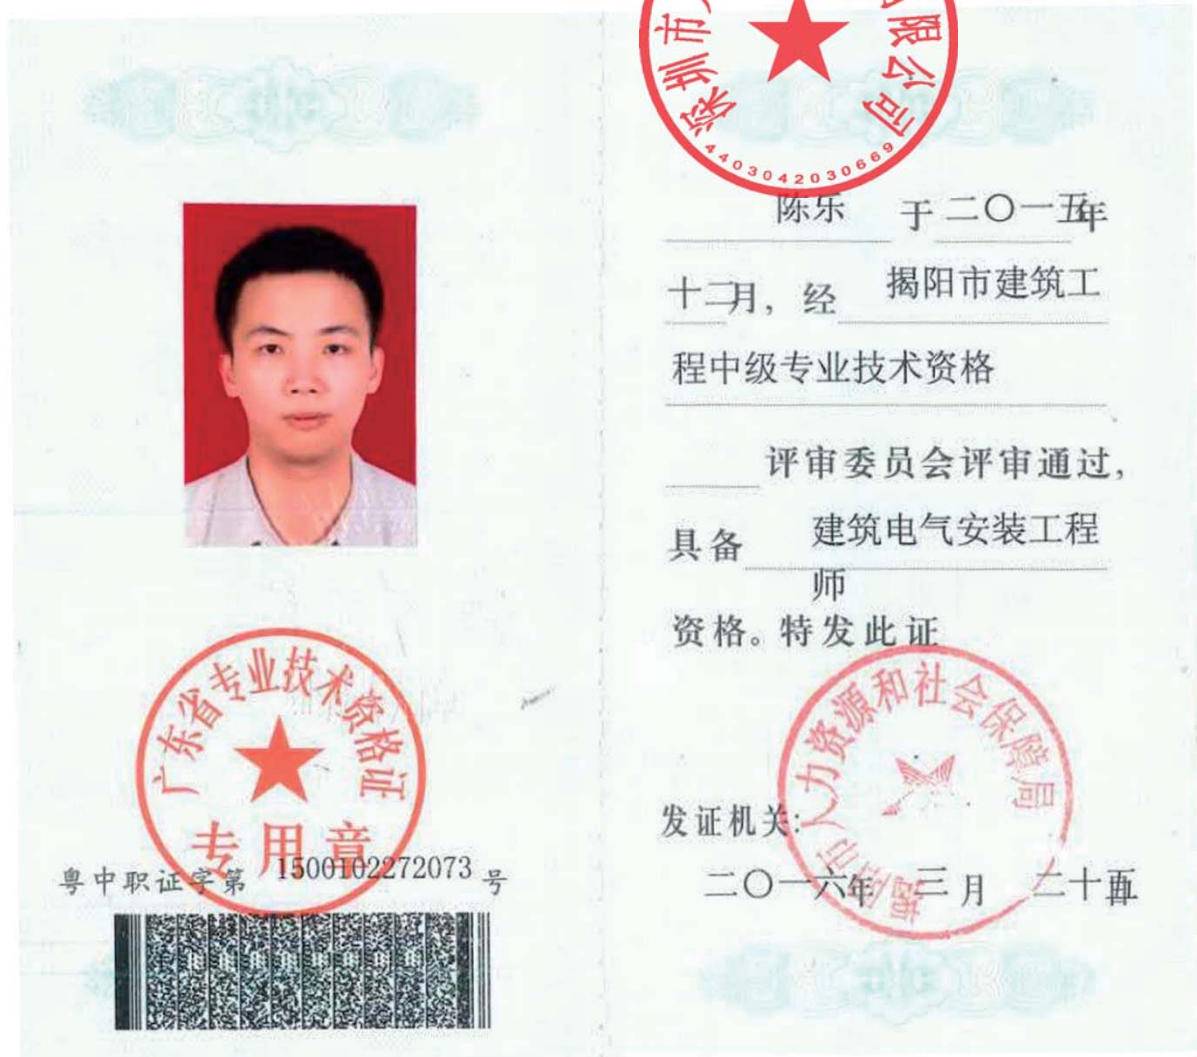 广东省专业技术资格证
专用章
粤中职证字第 1500102272073 号
深圳市
限公司
4403042030669
陈乐 于二〇一五年
十二月，经 揭阳市建筑工
程中级专业技术资格
评审委员会评审通过，
具备 建筑电气安装工程
师
资格。特发此证
揭阳市人力资源和社会保障局
发证机关：
二〇一六年 三月 二十五日